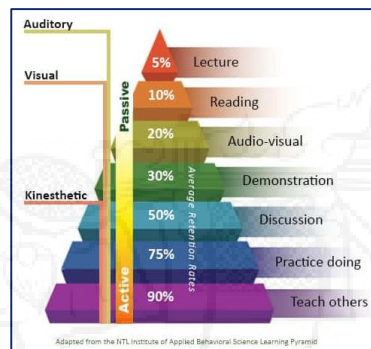 Auditory
Visual
Kinesthetic
Passive
Active
5% Lecture
10% Reading
20% Audio-visual
30% Demonstration
50% Discussion
75% Practice doing
90% Teach others
Average Retention Rates
Adapted from the NTL Institute of Applied Behavioral Science Learning Pyramid